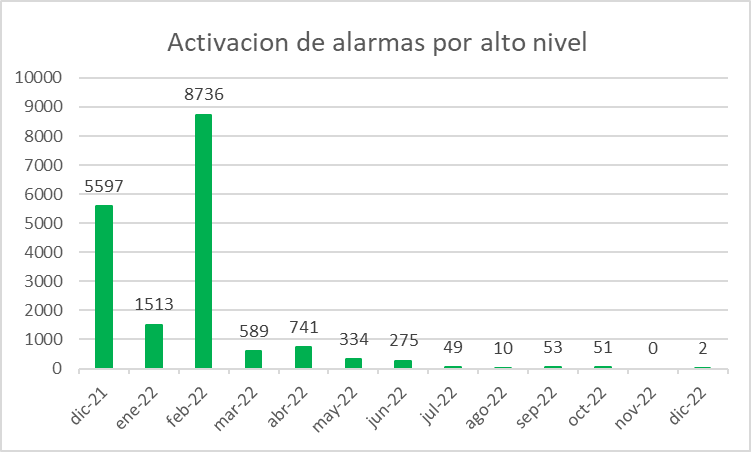 Activacion de alarmas por alto nivel
10000
9000
8000
7000
6000
5000
4000
3000
2000
1000
0
5597
1513
8736
589
741
334
275
49
10
53
51
0
2
dic-21
ene-22
feb-22
mar-22
abr-22
may-22
jun-22
jul-22
ago-22
sep-22
oct-22
nov-22
dic-22